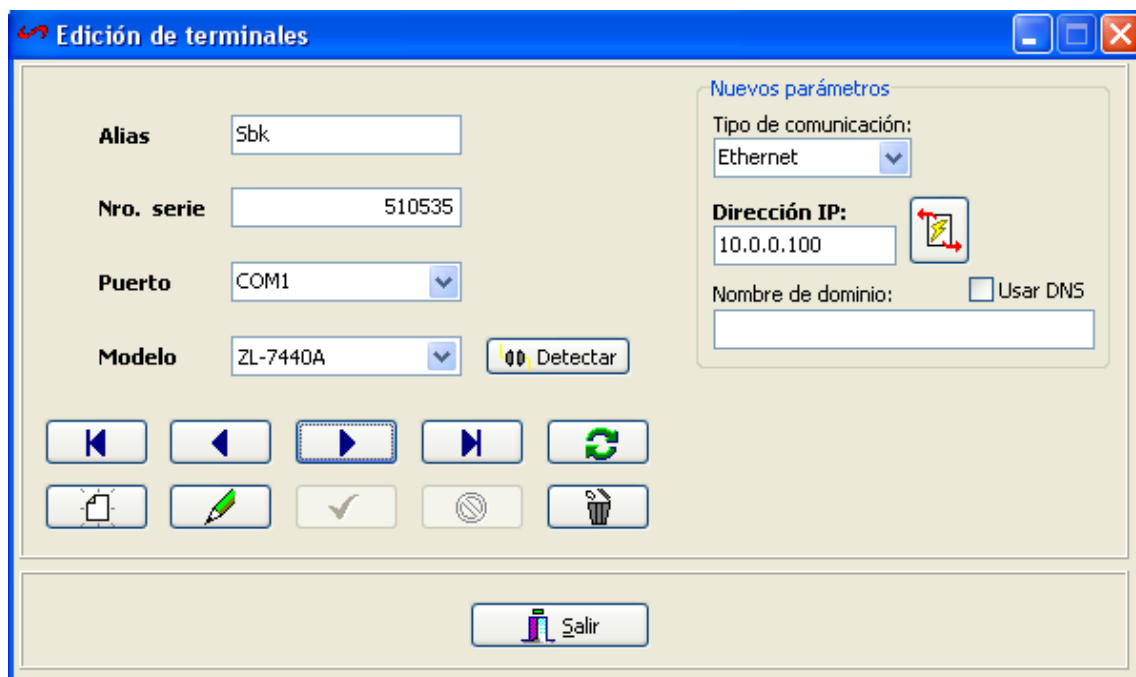 Edición de terminales
Alias
Sbk
Nro. serie
510535
Puerto
COM1
Modelo
ZL-7440A
Detectar
Nuevos parámetros
Tipo de comunicación:
Ethernet
Dirección IP:
10.0.0.100
Nombre de dominio:
Usar DNS
Salir